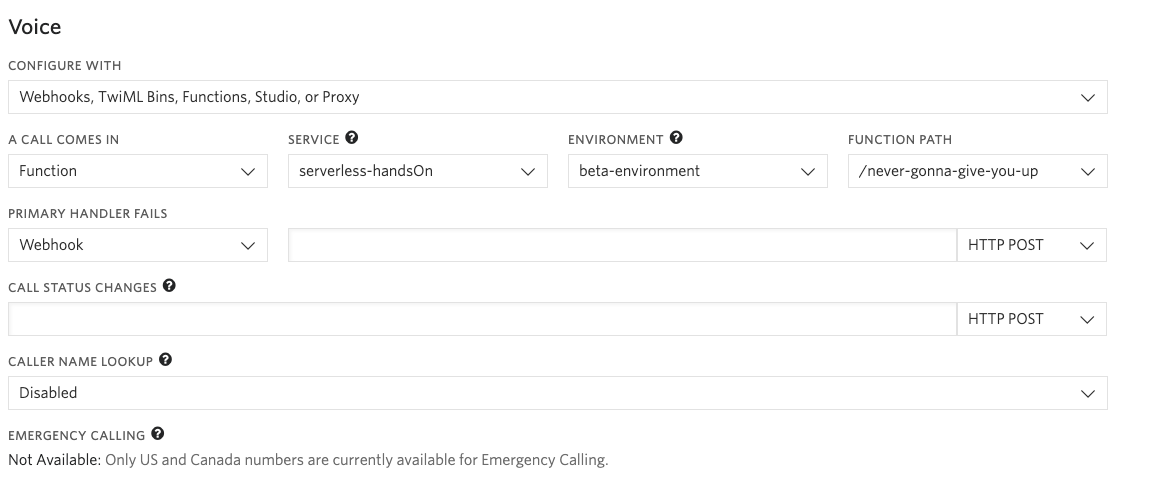 Voice
CONFIGURE WITH
Webhooks, TwiML Bins, Functions, Studio, or Proxy
A CALL COMES IN SERVICE ENVIRONMENT FUNCTION PATH
Function serverless-handsOn beta-environment /never-gonna-give-you-up
PRIMARY HANDLER FAILS
Webhook HTTP POST
CALL STATUS CHANGES
HTTP POST
CALLER NAME LOOKUP
Disabled
EMERGENCY CALLING
Not Available: Only US and Canada numbers are currently available for Emergency Calling.